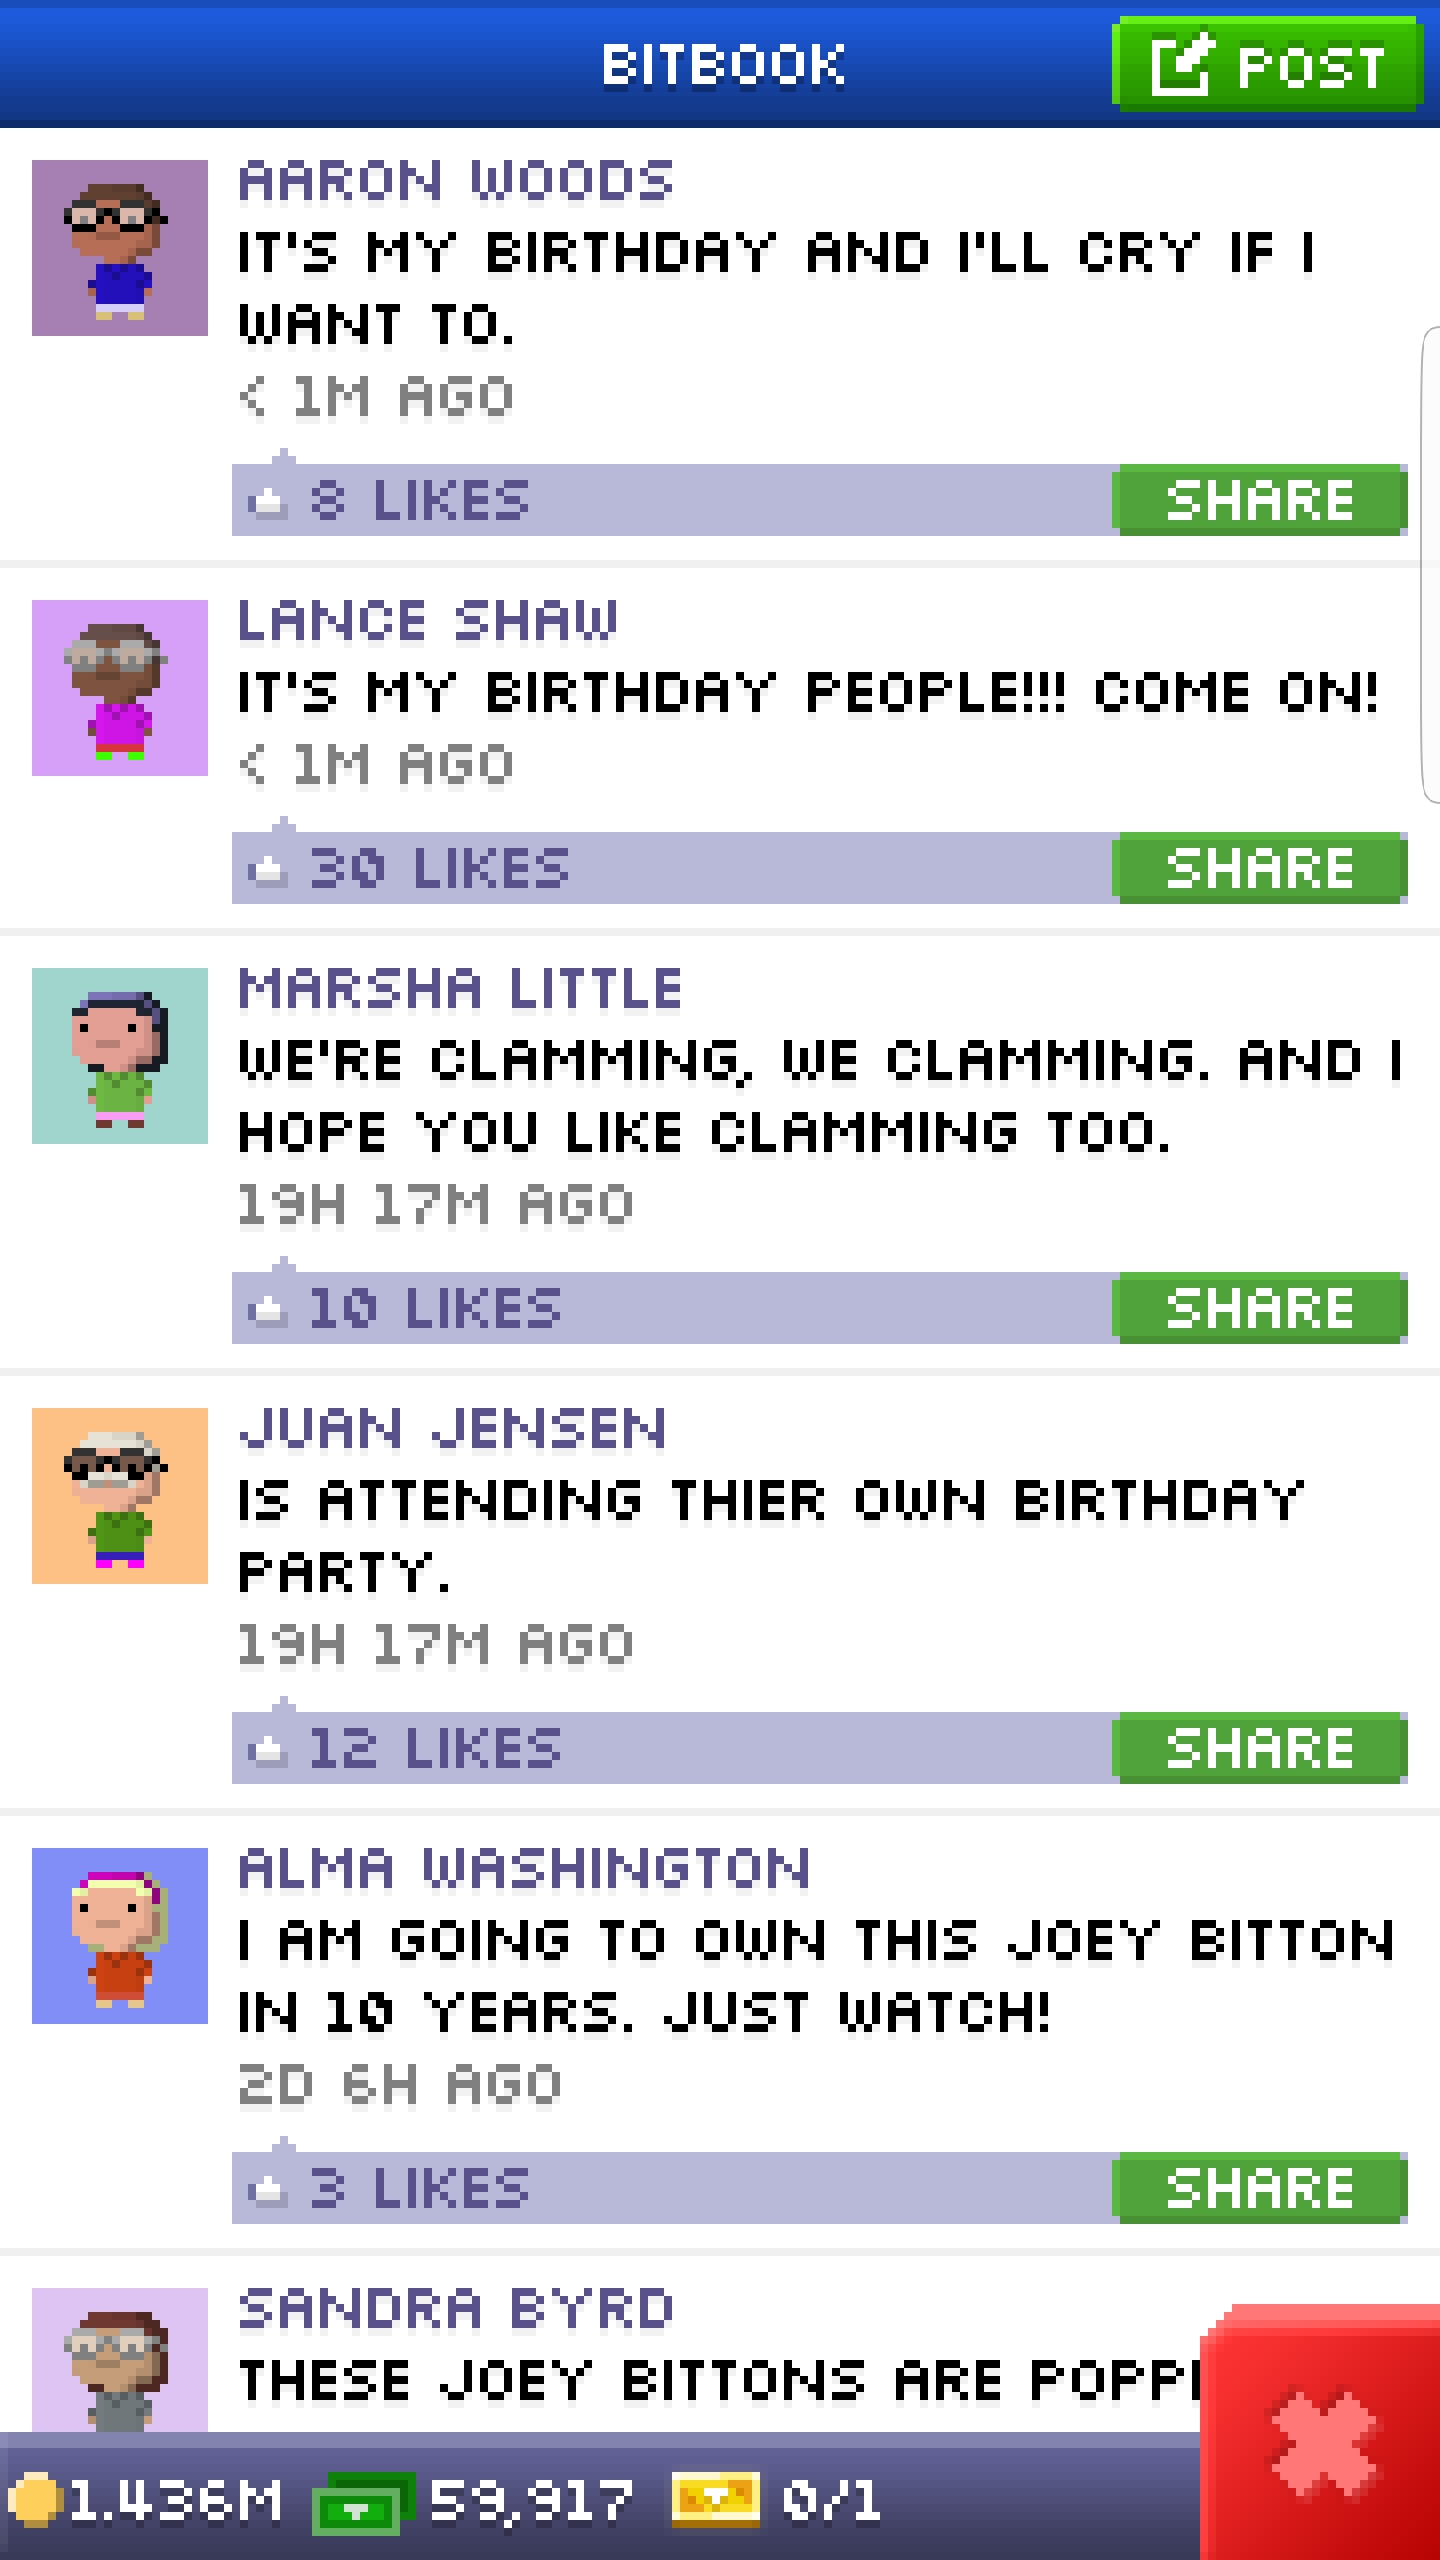 BITBOOK
POST
AARON WOODS
IT'S MY BIRTHDAY AND I'LL CRY IF I
WANT TO.
< 1M AGO
8 LIKES
SHARE
LANCE SHAW
IT'S MY BIRTHDAY PEOPLE!!! COME ON!
< 1M AGO
30 LIKES
SHARE
MARSHA LITTLE
WE'RE CLAMMING, WE CLAMMING. AND I
HOPE YOU LIKE CLAMMING TOO.
19H 17M AGO
10 LIKES
SHARE
JUAN JENSEN
IS ATTENDING THIER OWN BIRTHDAY
PARTY.
19H 17M AGO
12 LIKES
SHARE
ALMA WASHINGTON
I AM GOING TO OWN THIS JOEY BITTON
IN 10 YEARS. JUST WATCH!
2D 6H AGO
3 LIKES
SHARE
SANDRA BYRD
THESE JOEY BITTONS ARE
1.436M 59,917 0/1